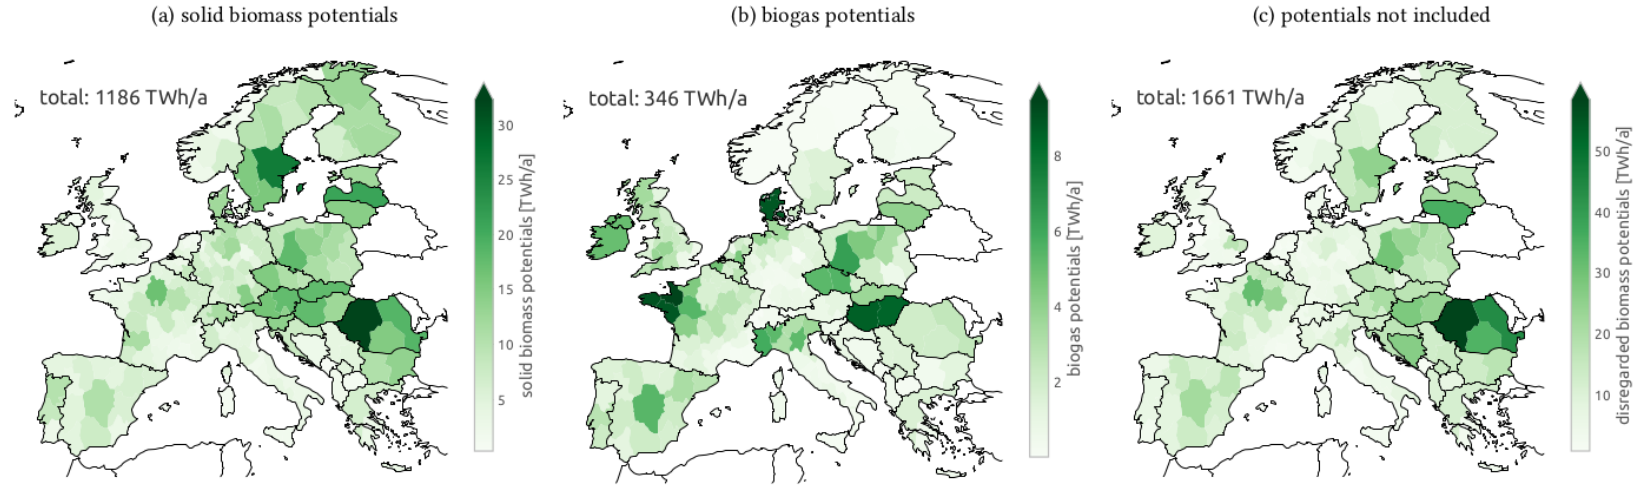 (a) solid biomass potentials
total: 1186 TWh/a
30
25
20
15
10
5
solid biomass potentials [TWh/a]
(b) biogas potentials
total: 346 TWh/a
8
6
4
2
biogas potentials [TWh/a]
(c) potentials not included
total: 1661 TWh/a
50
40
30
20
10
disregarded biomass potentials [TWh/a]